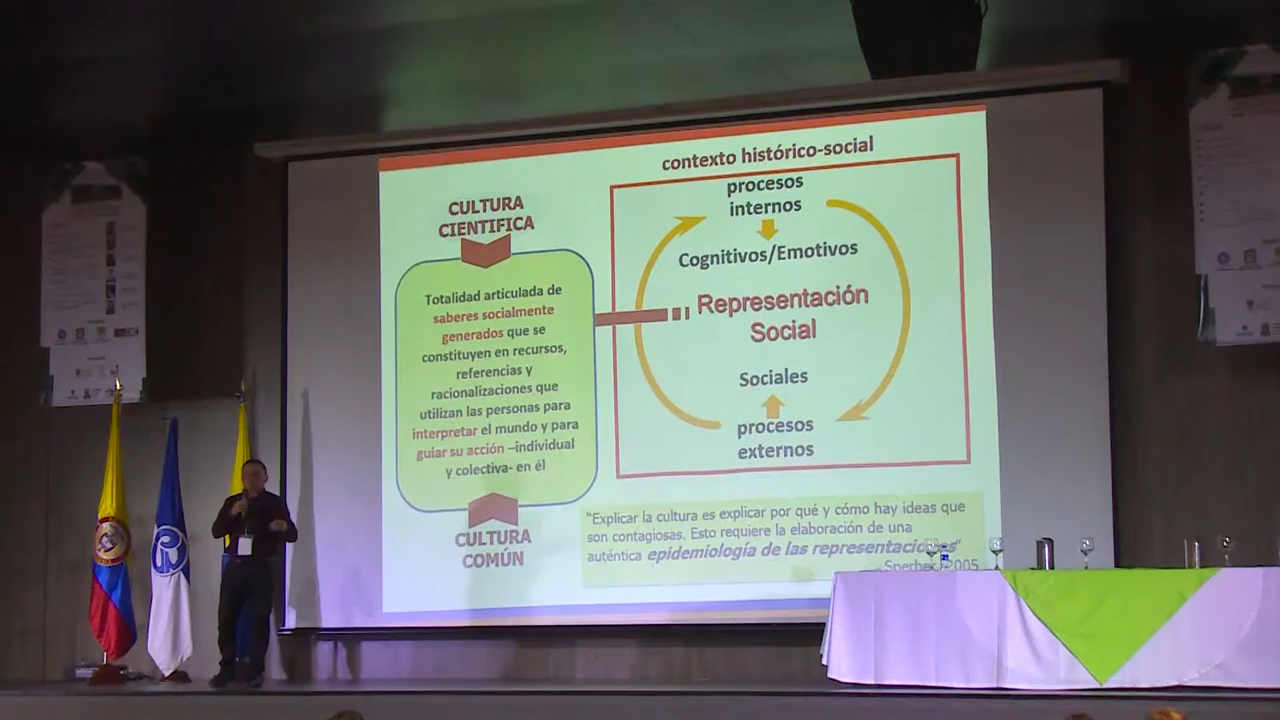 contexto histórico-social
CULTURA
CIENTIFICA
Totalidad articulada de
saberes socialmente
generados que se
constituyen en recursos,
referencias y
racionalizaciones que
utilizan las personas para
interpretar el mundo y para
guiar su acción –individual
y colectiva- en él
CULTURA
COMÚN
procesos
internos
Cognitivos/Emotivos
Representación
Social
Sociales
procesos
externos
"Explicar la cultura es explicar por qué y cómo hay ideas que
son contagiosas. Esto requiere la elaboración de una
auténtica epidemiología de las representaciones"
Sperber, 2005